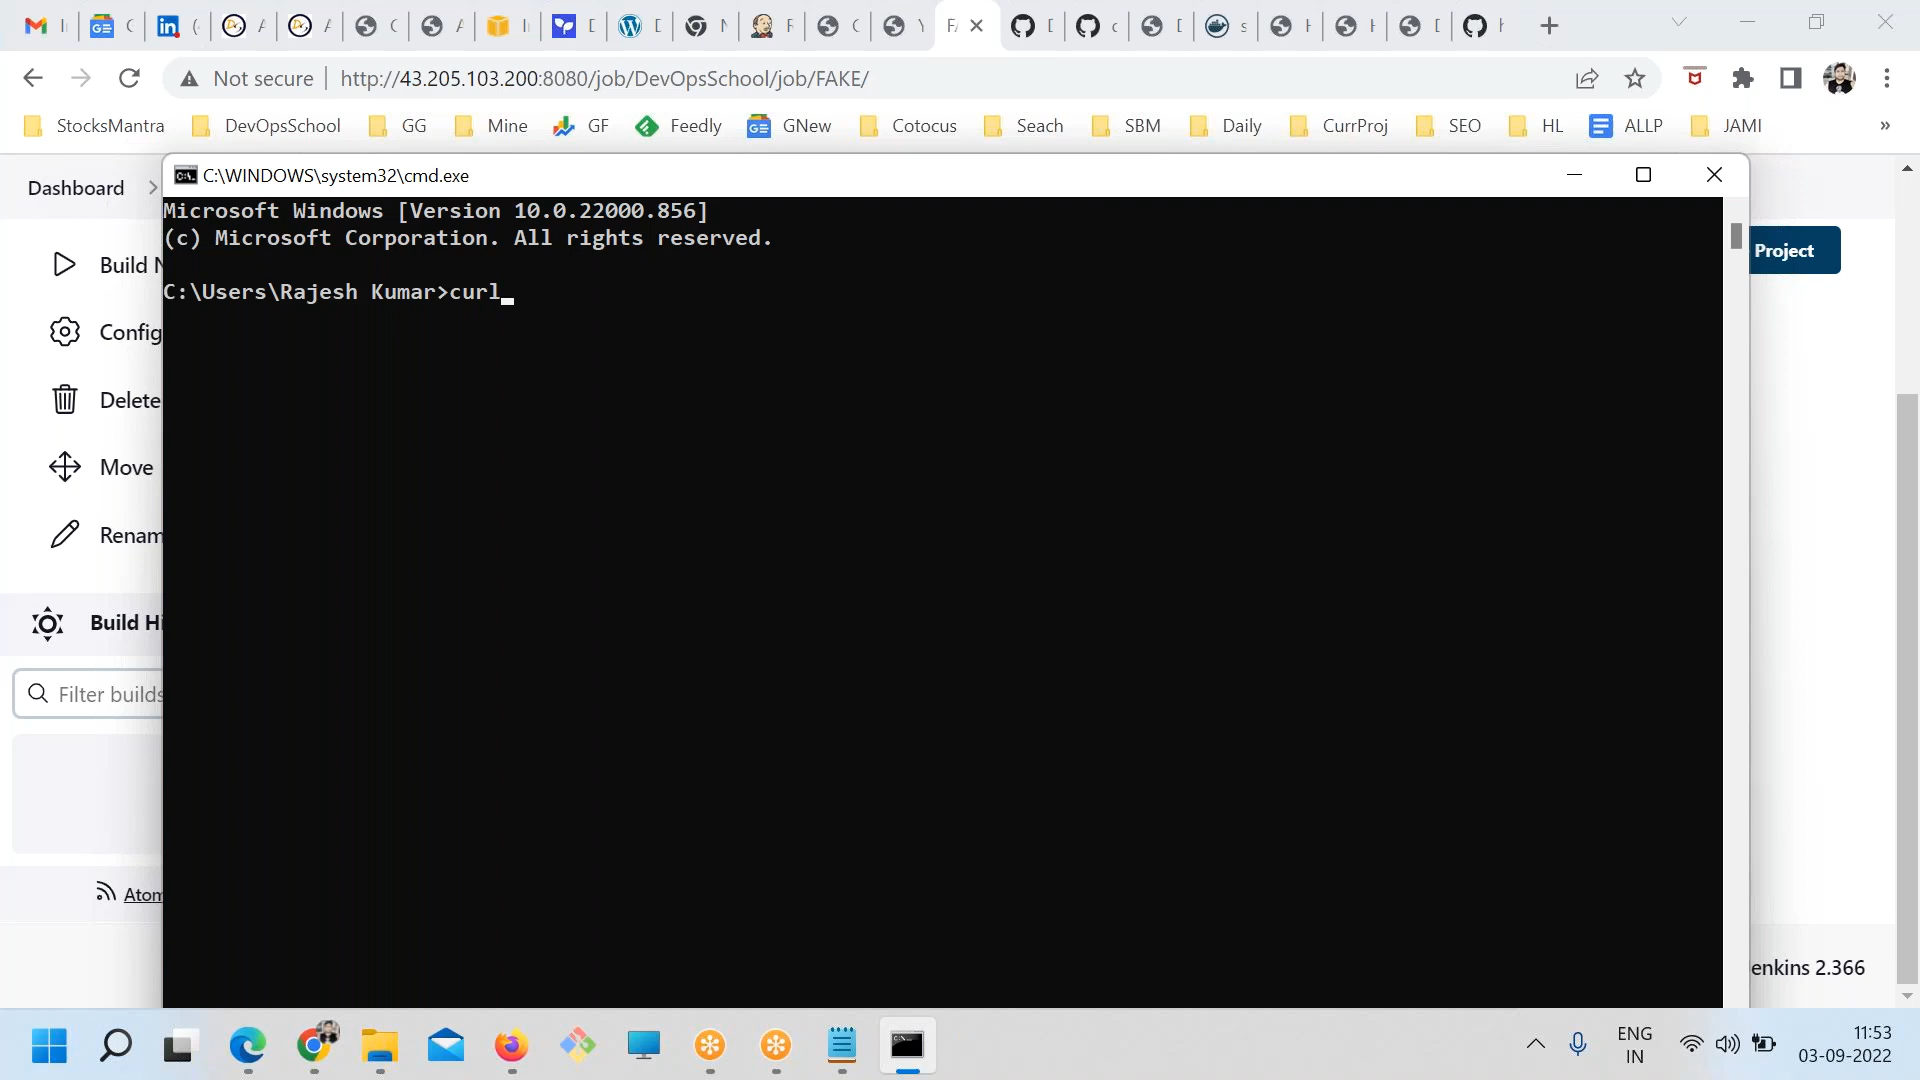 Not secure
http://43.205.103.200:8080/job/DevOpsSchool/job/FAKE/
StocksMantra
DevOpsSchool
GG
Mine
GF
Feedly
GNew
Cotocus
Seach
SBM
Daily
CurrProj
SEO
HL
ALLP
JAMI
»
Dashboard
C:\WINDOWS\system32\cmd.exe
Microsoft Windows [Version 10.0.22000.856]
(c) Microsoft Corporation. All rights reserved.
C:\Users\Rajesh Kumar>curl
Project
Build N
Config
Delete
Move
Renam
Build Hi
Filter builds
Atom
enkins 2.366
ENG
IN
11:53
03-09-2022